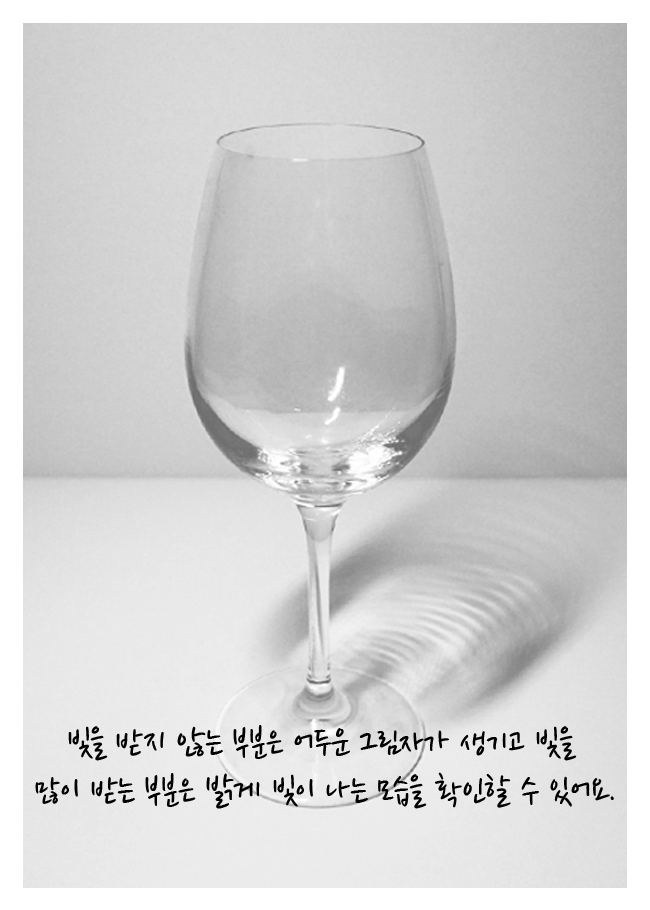 빛을 받지 않는 부분은 어두운 그림자가 생기고 빛을
많이 받는 부분은 밝게 빛이 나는 모습을 확인할 수 있어요.